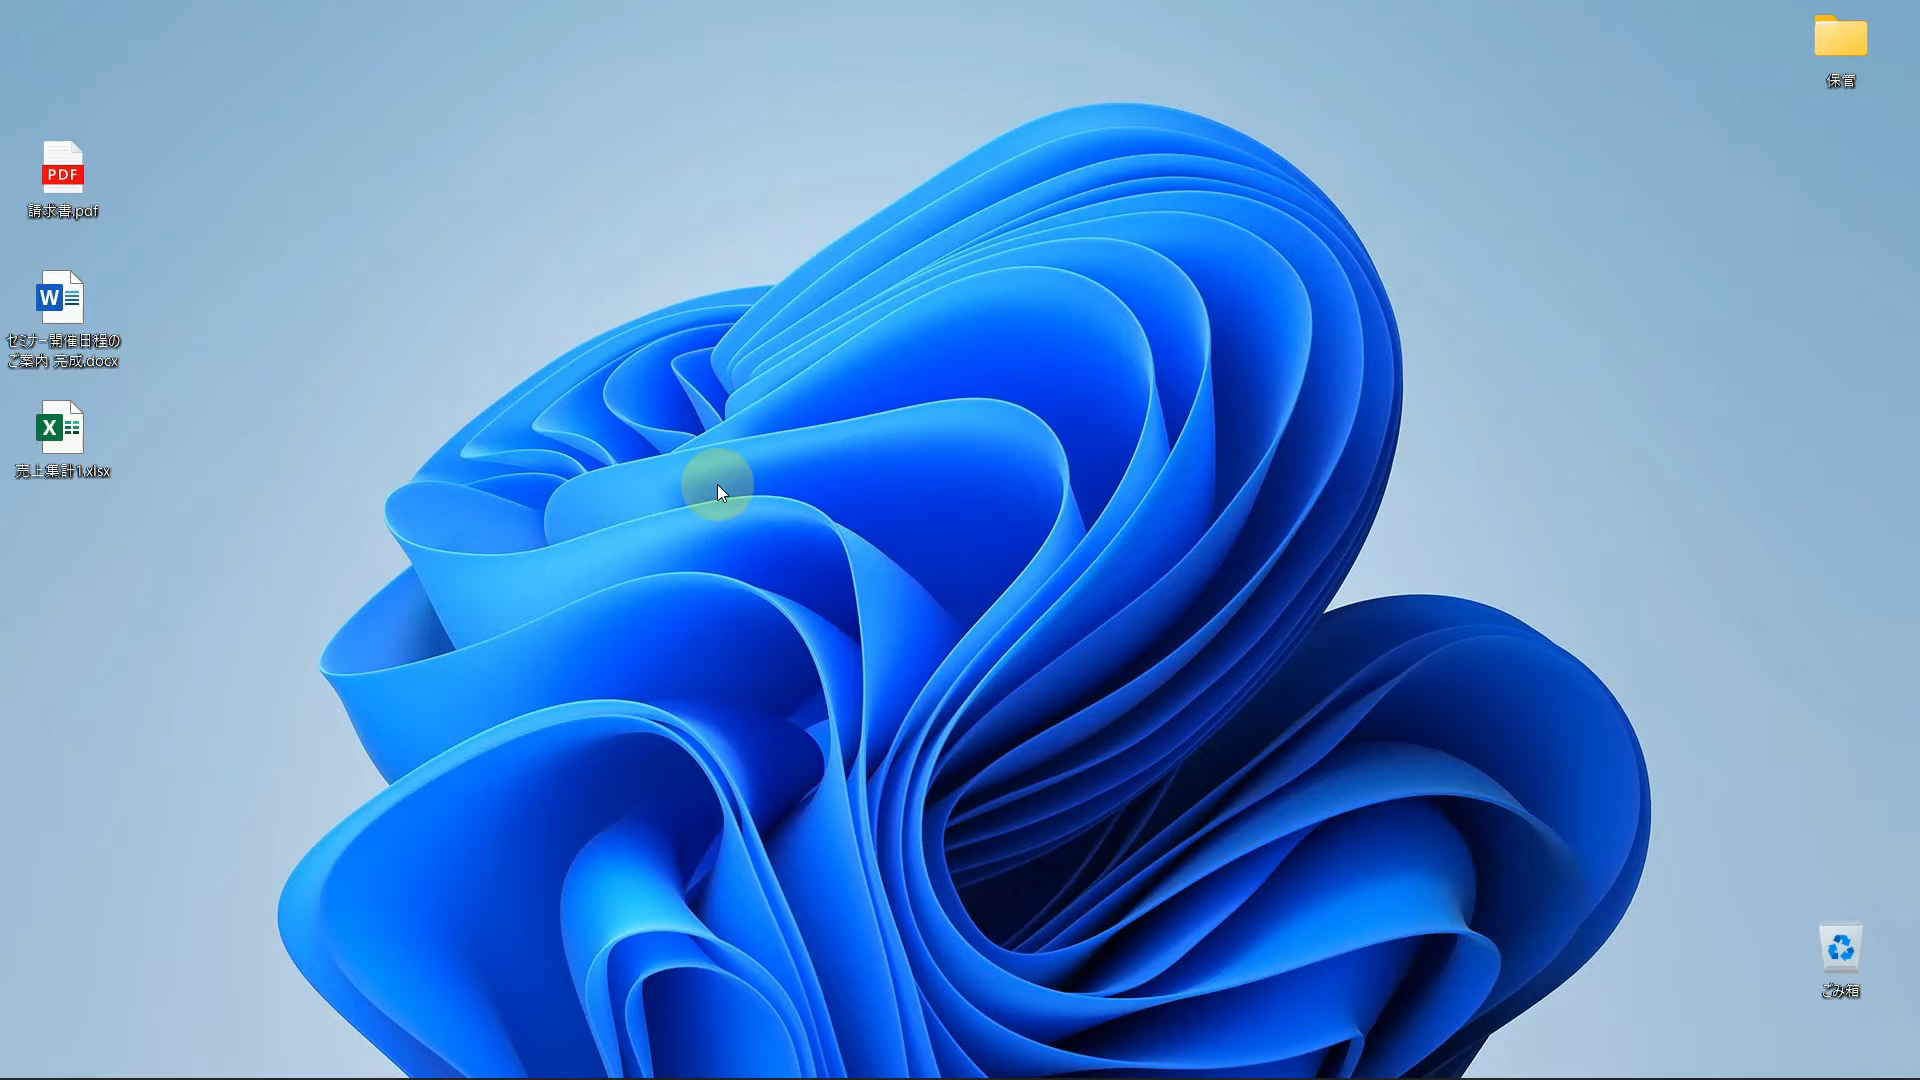 保管
PDF
請求書.pdf
W
セミナー開催日程の
ご案内 完成.docx
X
売上集計1.xlsx
ごみ箱